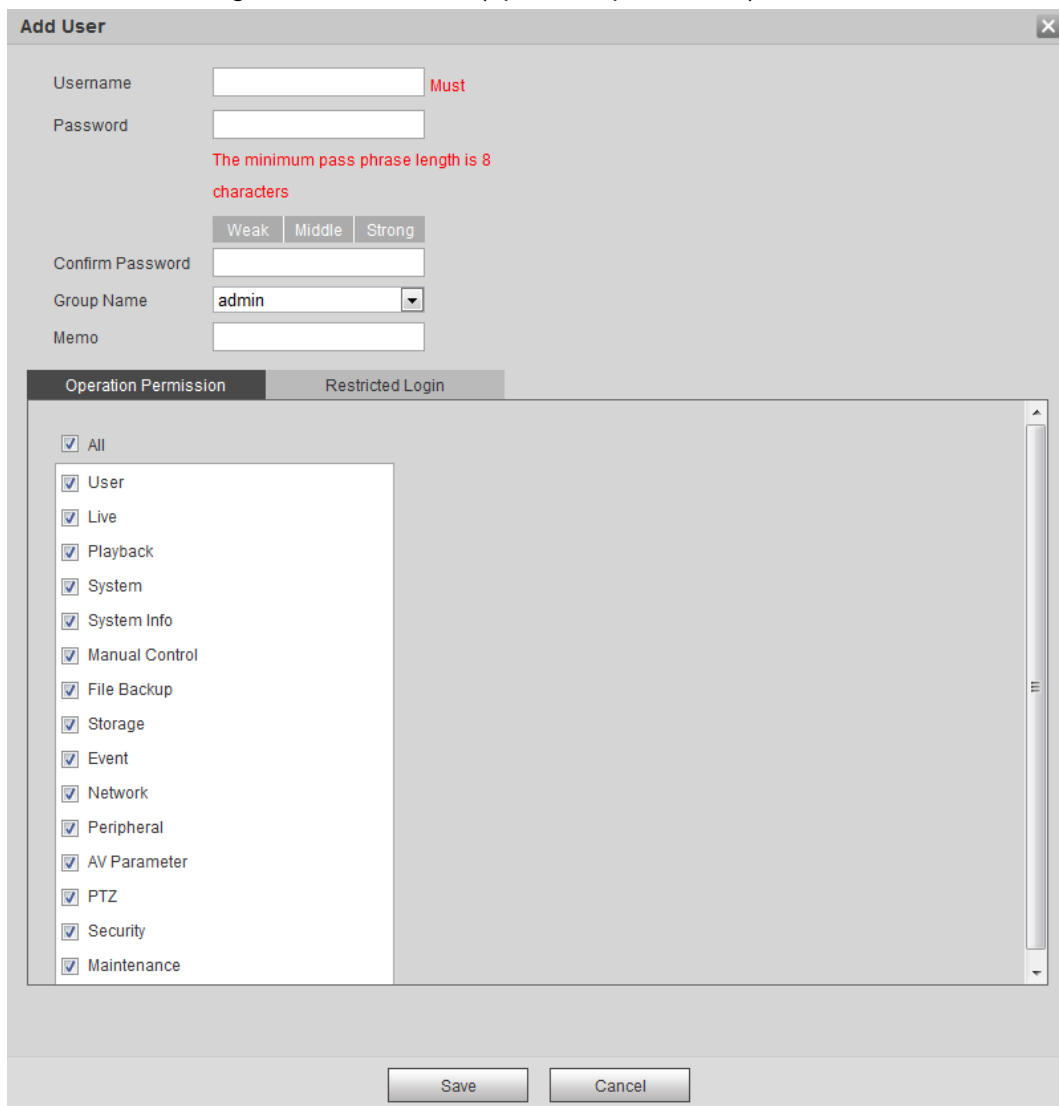 Add User
Username Must
Password
The minimum pass phrase length is 8
characters
Weak Middle Strong
Confirm Password
Group Name admin
Memo
Operation Permission Restricted Login
All
User
Live
Playback
System
System Info
Manual Control
File Backup
Storage
Event
Network
Peripheral
AV Parameter
PTZ
Security
Maintenance
Save Cancel